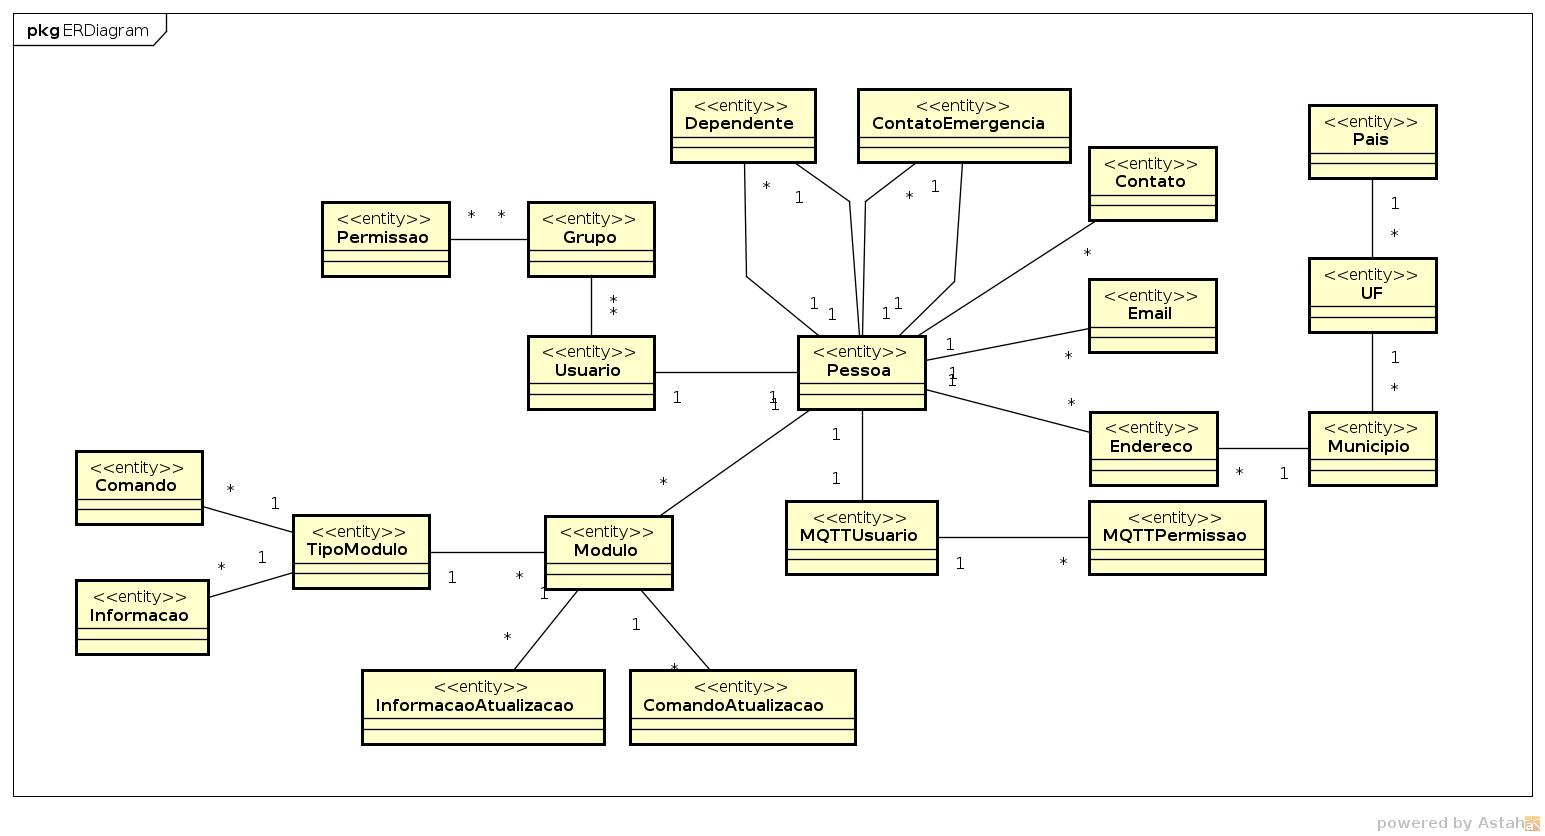 pkg ERDiagram
<<entity>>
Dependente
<<entity>>
ContatoEmergencia
<<entity>>
Pais
<<entity>>
Contato
* 1
* 1
1
*
<<entity>>
Permissao
* *
<<entity>>
Grupo
*
<<entity>>
UF
<<entity>>
Email
*
*
1 1
1 1
<<entity>>
Usuario
1 1
1
<<entity>>
Pessoa
1
1
1
*
*
1
*
<<entity>>
Endereco
* 1
<<entity>>
Municipio
1
1
*
<<entity>>
Comando
* 1
<<entity>>
Informacao
* 1
<<entity>>
TipoModulo
1 *
<<entity>>
Modulo
<<entity>>
MQTTUsuario
1 *
<<entity>>
MQTTPermissao
1
*
1
*
<<entity>>
InformacaoAtualizacao
<<entity>>
ComandoAtualizacao
powered by Astah